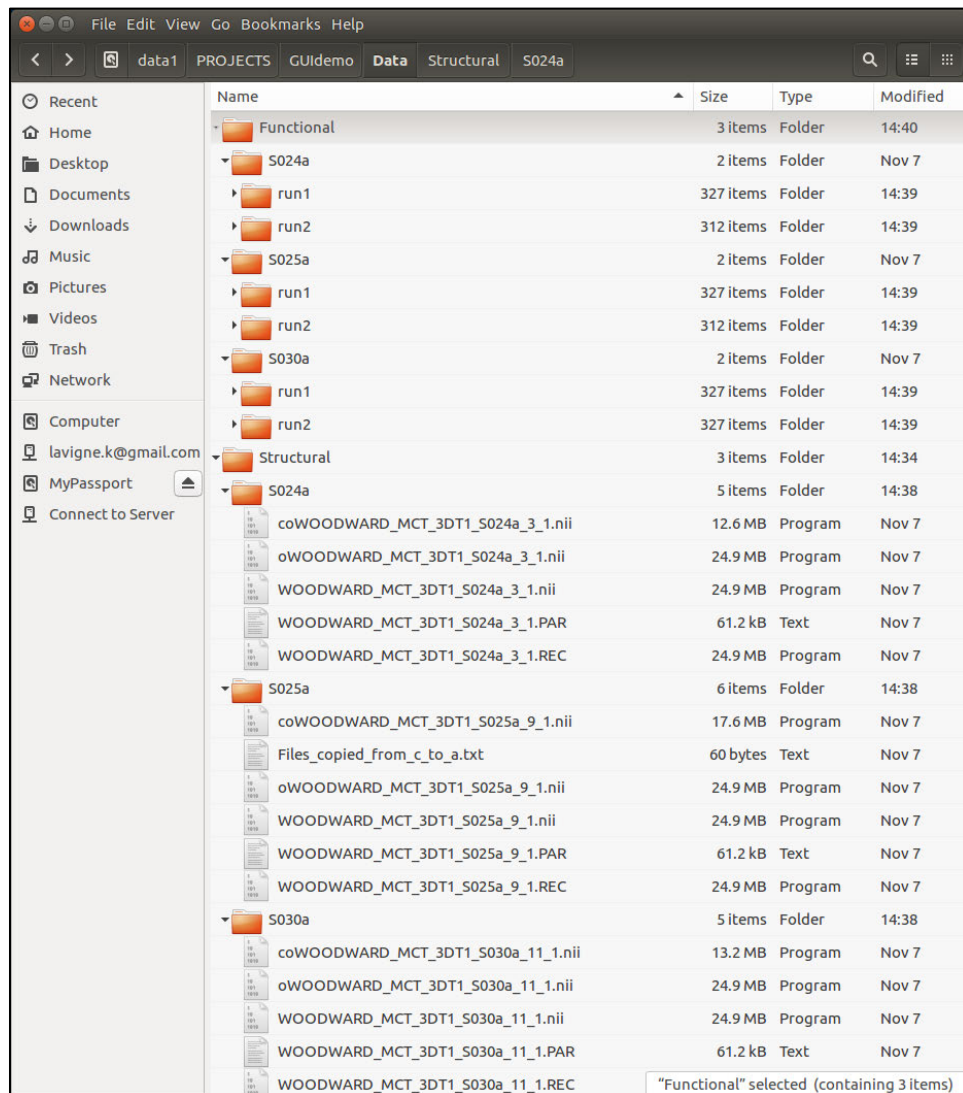 File Edit View Go Bookmarks Help
data1 PROJECTS GUIdemo Data Structural S024a
Recent
Home
Desktop
Documents
Downloads
Music
Pictures
Videos
Trash
Network
Computer
lavigne.k@gmail.com
MyPassport
Connect to Server
Name Size Type Modified
Functional 3 items Folder 14:40
S024a 2 items Folder Nov 7
run1 327 items Folder 14:39
run2 312 items Folder 14:39
S025a 2 items Folder Nov 7
run1 327 items Folder 14:39
run2 312 items Folder 14:39
S030a 2 items Folder Nov 7
run1 327 items Folder 14:39
run2 327 items Folder 14:39
Structural 3 items Folder 14:34
S024a 5 items Folder 14:38
coWOODWARD_MCT_3DT1_S024a_3_1.nii 12.6 MB Program Nov 7
oWOODWARD_MCT_3DT1_S024a_3_1.nii 24.9 MB Program Nov 7
WOODWARD_MCT_3DT1_S024a_3_1.nii 24.9 MB Program Nov 7
WOODWARD_MCT_3DT1_S024a_3_1.PAR 61.2 kB Text Nov 7
WOODWARD_MCT_3DT1_S024a_3_1.REC 24.9 MB Program Nov 7
S025a 6 items Folder 14:38
coWOODWARD_MCT_3DT1_S025a_9_1.nii 17.6 MB Program Nov 7
Files_copied_from_c_to_a.txt 60 bytes Text Nov 7
oWOODWARD_MCT_3DT1_S025a_9_1.nii 24.9 MB Program Nov 7
WOODWARD_MCT_3DT1_S025a_9_1.nii 24.9 MB Program Nov 7
WOODWARD_MCT_3DT1_S025a_9_1.PAR 61.2 kB Text Nov 7
WOODWARD_MCT_3DT1_S025a_9_1.REC 24.9 MB Program Nov 7
S030a 5 items Folder 14:38
coWOODWARD_MCT_3DT1_S030a_11_1.nii 13.2 MB Program Nov 7
oWOODWARD_MCT_3DT1_S030a_11_1.nii 24.9 MB Program Nov 7
WOODWARD_MCT_3DT1_S030a_11_1.nii 24.9 MB Program Nov 7
WOODWARD_MCT_3DT1_S030a_11_1.PAR 61.2 kB Text Nov 7
WOODWARD_MCT_3DT1_S030a_11_1.REC
"Functional" selected (containing 3 items)